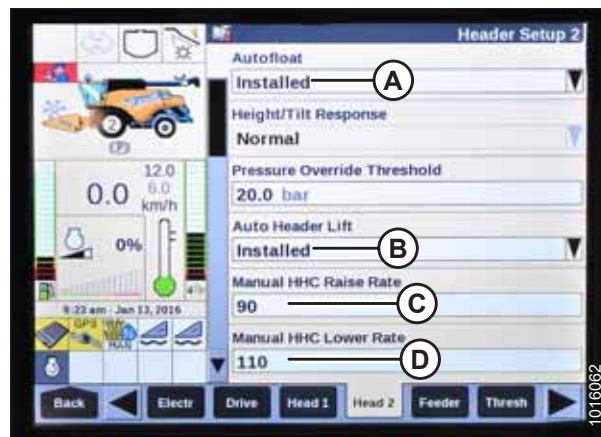 Header Setup 2
Autofloat
Installed
A
Height/Tilt Response
Normal
Pressure Override Threshold
20.0 bar
Auto Header Lift
Installed
B
Manual HHC Raise Rate
90
C
Manual HHC Lower Rate
110
D
12.0
0.0
6.0
km/h
0%
9:23 am - Jan 13, 2016
GPS
Back
Electr
Drive
Head 1
Head 2
Feeder
Thresh
1016062